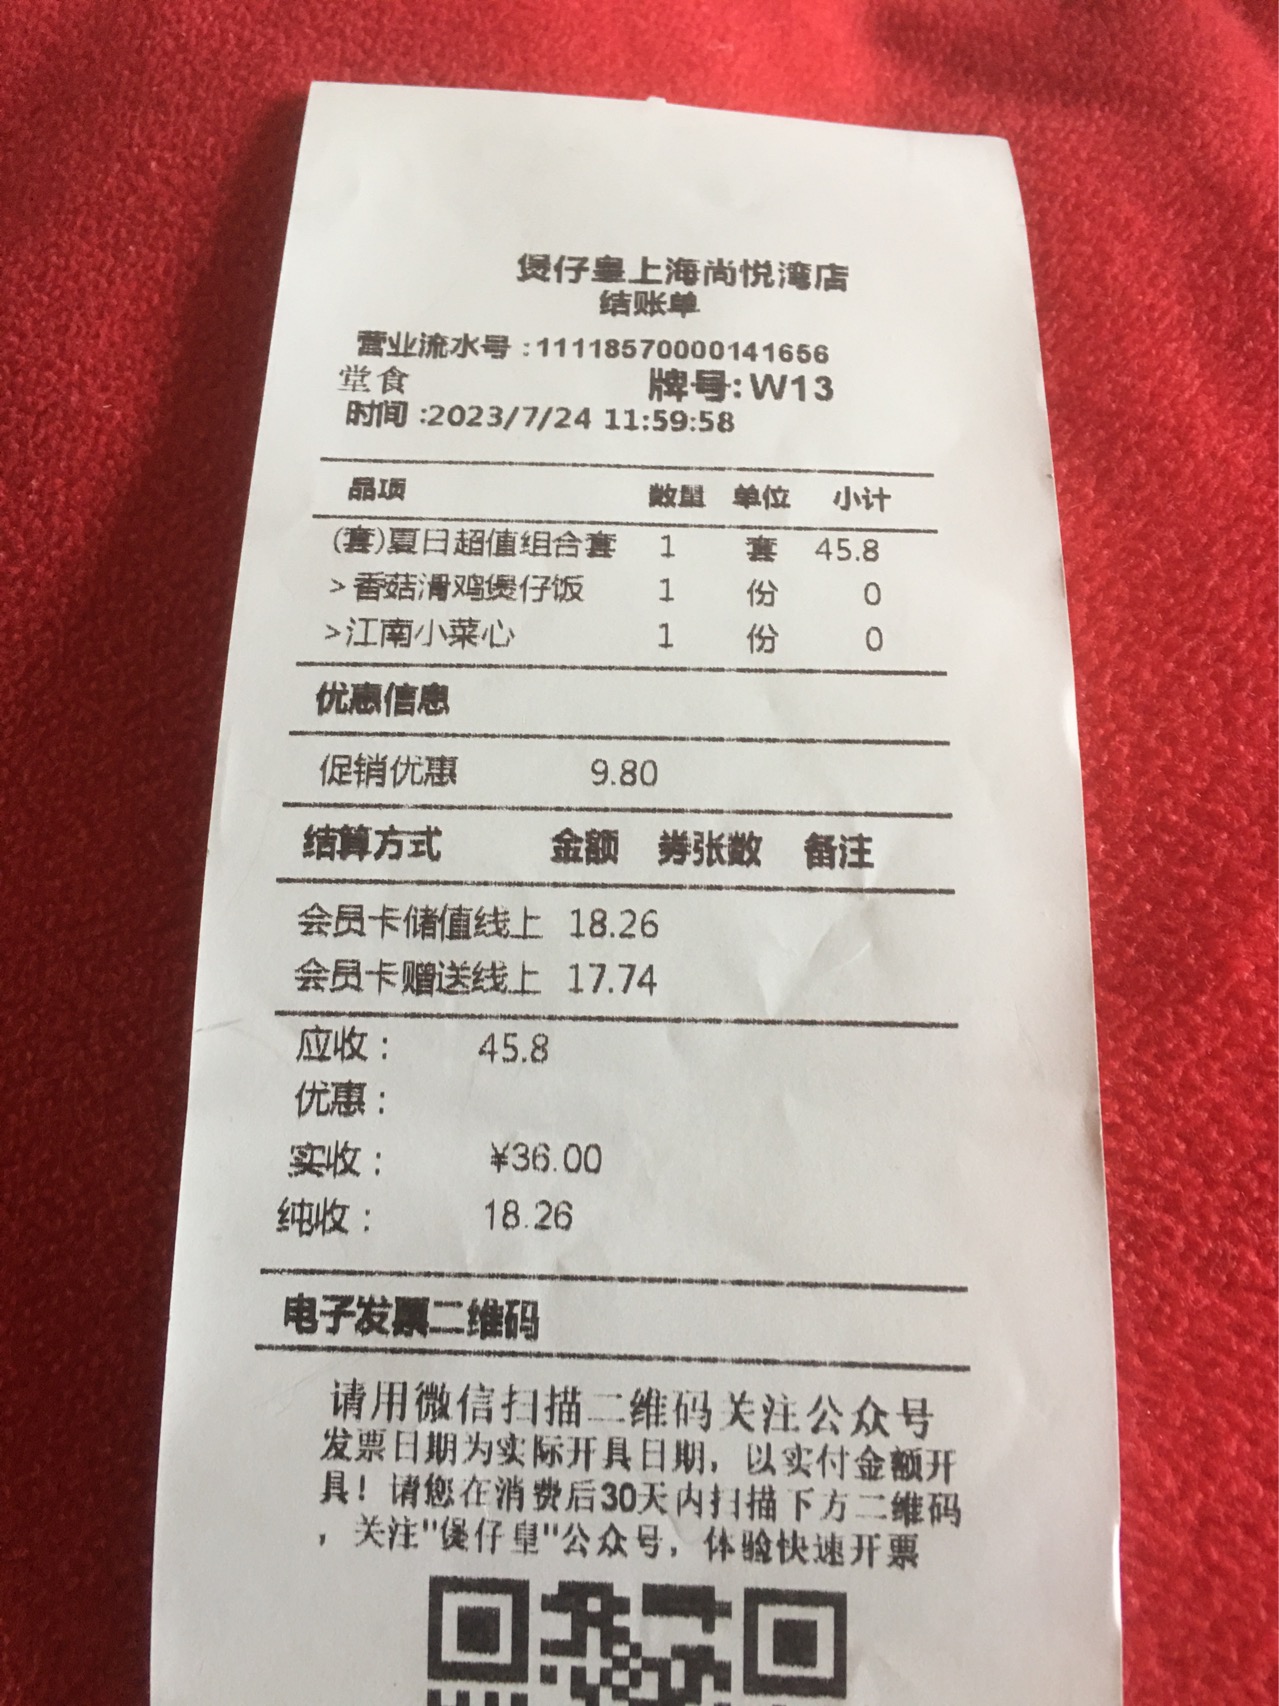 煲仔皇上海尚悦湾店
结账单
营业流水号:11118570000141656
堂食 牌号:W13
时间:2023/7/24 11:59:58
品项 数量 单位 小计
(套)夏日超值组合套 1 套 45.8
>香菇滑鸡煲仔饭 1 份 0
>江南小菜心 1 份 0
优惠信息
促销优惠 9.80
结算方式 金额 券张数 备注
会员卡储值线上 18.26
会员卡赠送线上 17.74
应收: 45.8
优惠:
实收: ¥36.00
纯收: 18.26
电子发票二维码
请用微信扫描二维码关注公众号
发票日期为实际开具日期，以实付金额开
具！请您在消费后30天内扫描下方二维码
，关注"煲仔皇"公众号，体验快速开票